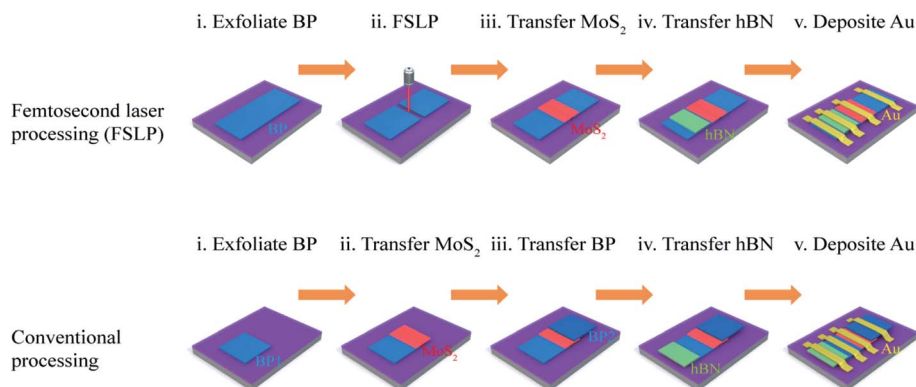 i. Exfoliate BP
ii. FSLP
iii. Transfer MoS₂
iv. Transfer hBN
v. Deposite Au
Femtosecond laser
processing (FSLP)
BP
MoS₂
hBN
Au
i. Exfoliate BP
ii. Transfer MoS₂
iii. Transfer BP
iv. Transfer hBN
v. Deposite Au
Conventional
processing
BP1
MoS₂
BP2
hBN
Au